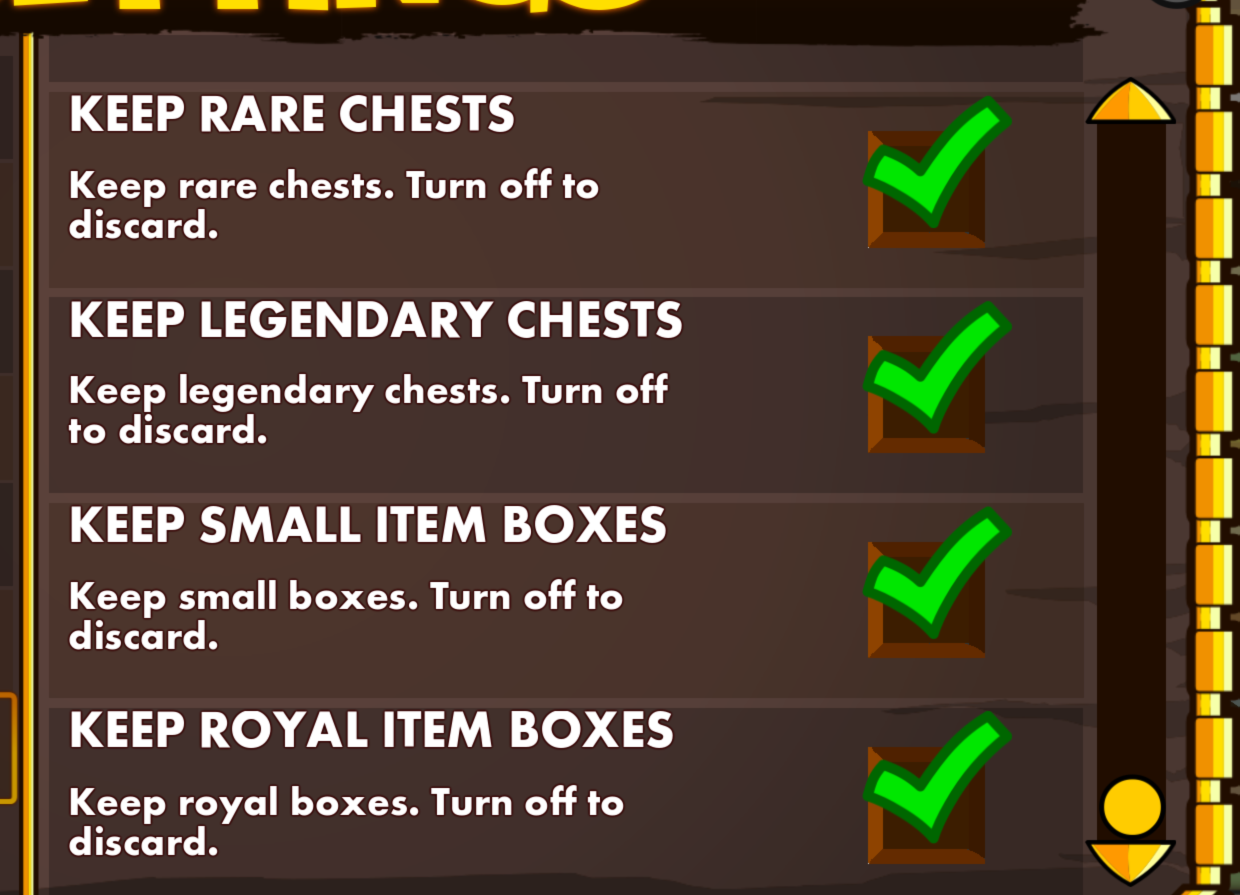 KEEP RARE CHESTS
Keep rare chests. Turn off to
discard.
KEEP LEGENDARY CHESTS
Keep legendary chests. Turn off
to discard.
KEEP SMALL ITEM BOXES
Keep small boxes. Turn off to
discard.
KEEP ROYAL ITEM BOXES
Keep royal boxes. Turn off to
discard.